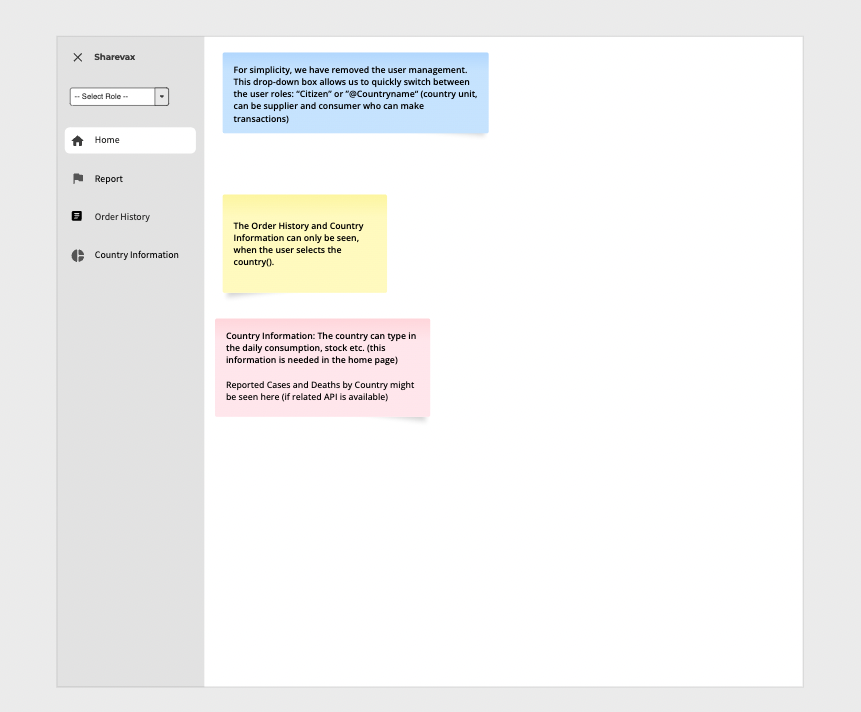 Sharevax
-- Select Role --
Home
Report
Order History
Country Information
For simplicity, we have removed the user management.
This drop-down box allows us to quickly switch between
the user roles: “Citizen” or ”@Countryname” (country unit,
can be supplier and consumer who can make
transactions)
The Order History and Country
Information can only be seen,
when the user selects the
country().
Country Information: The country can type in
the daily consumption, stock etc. (this
information is needed in the home page)
Reported Cases and Deaths by Country might
be seen here (if related API is available)